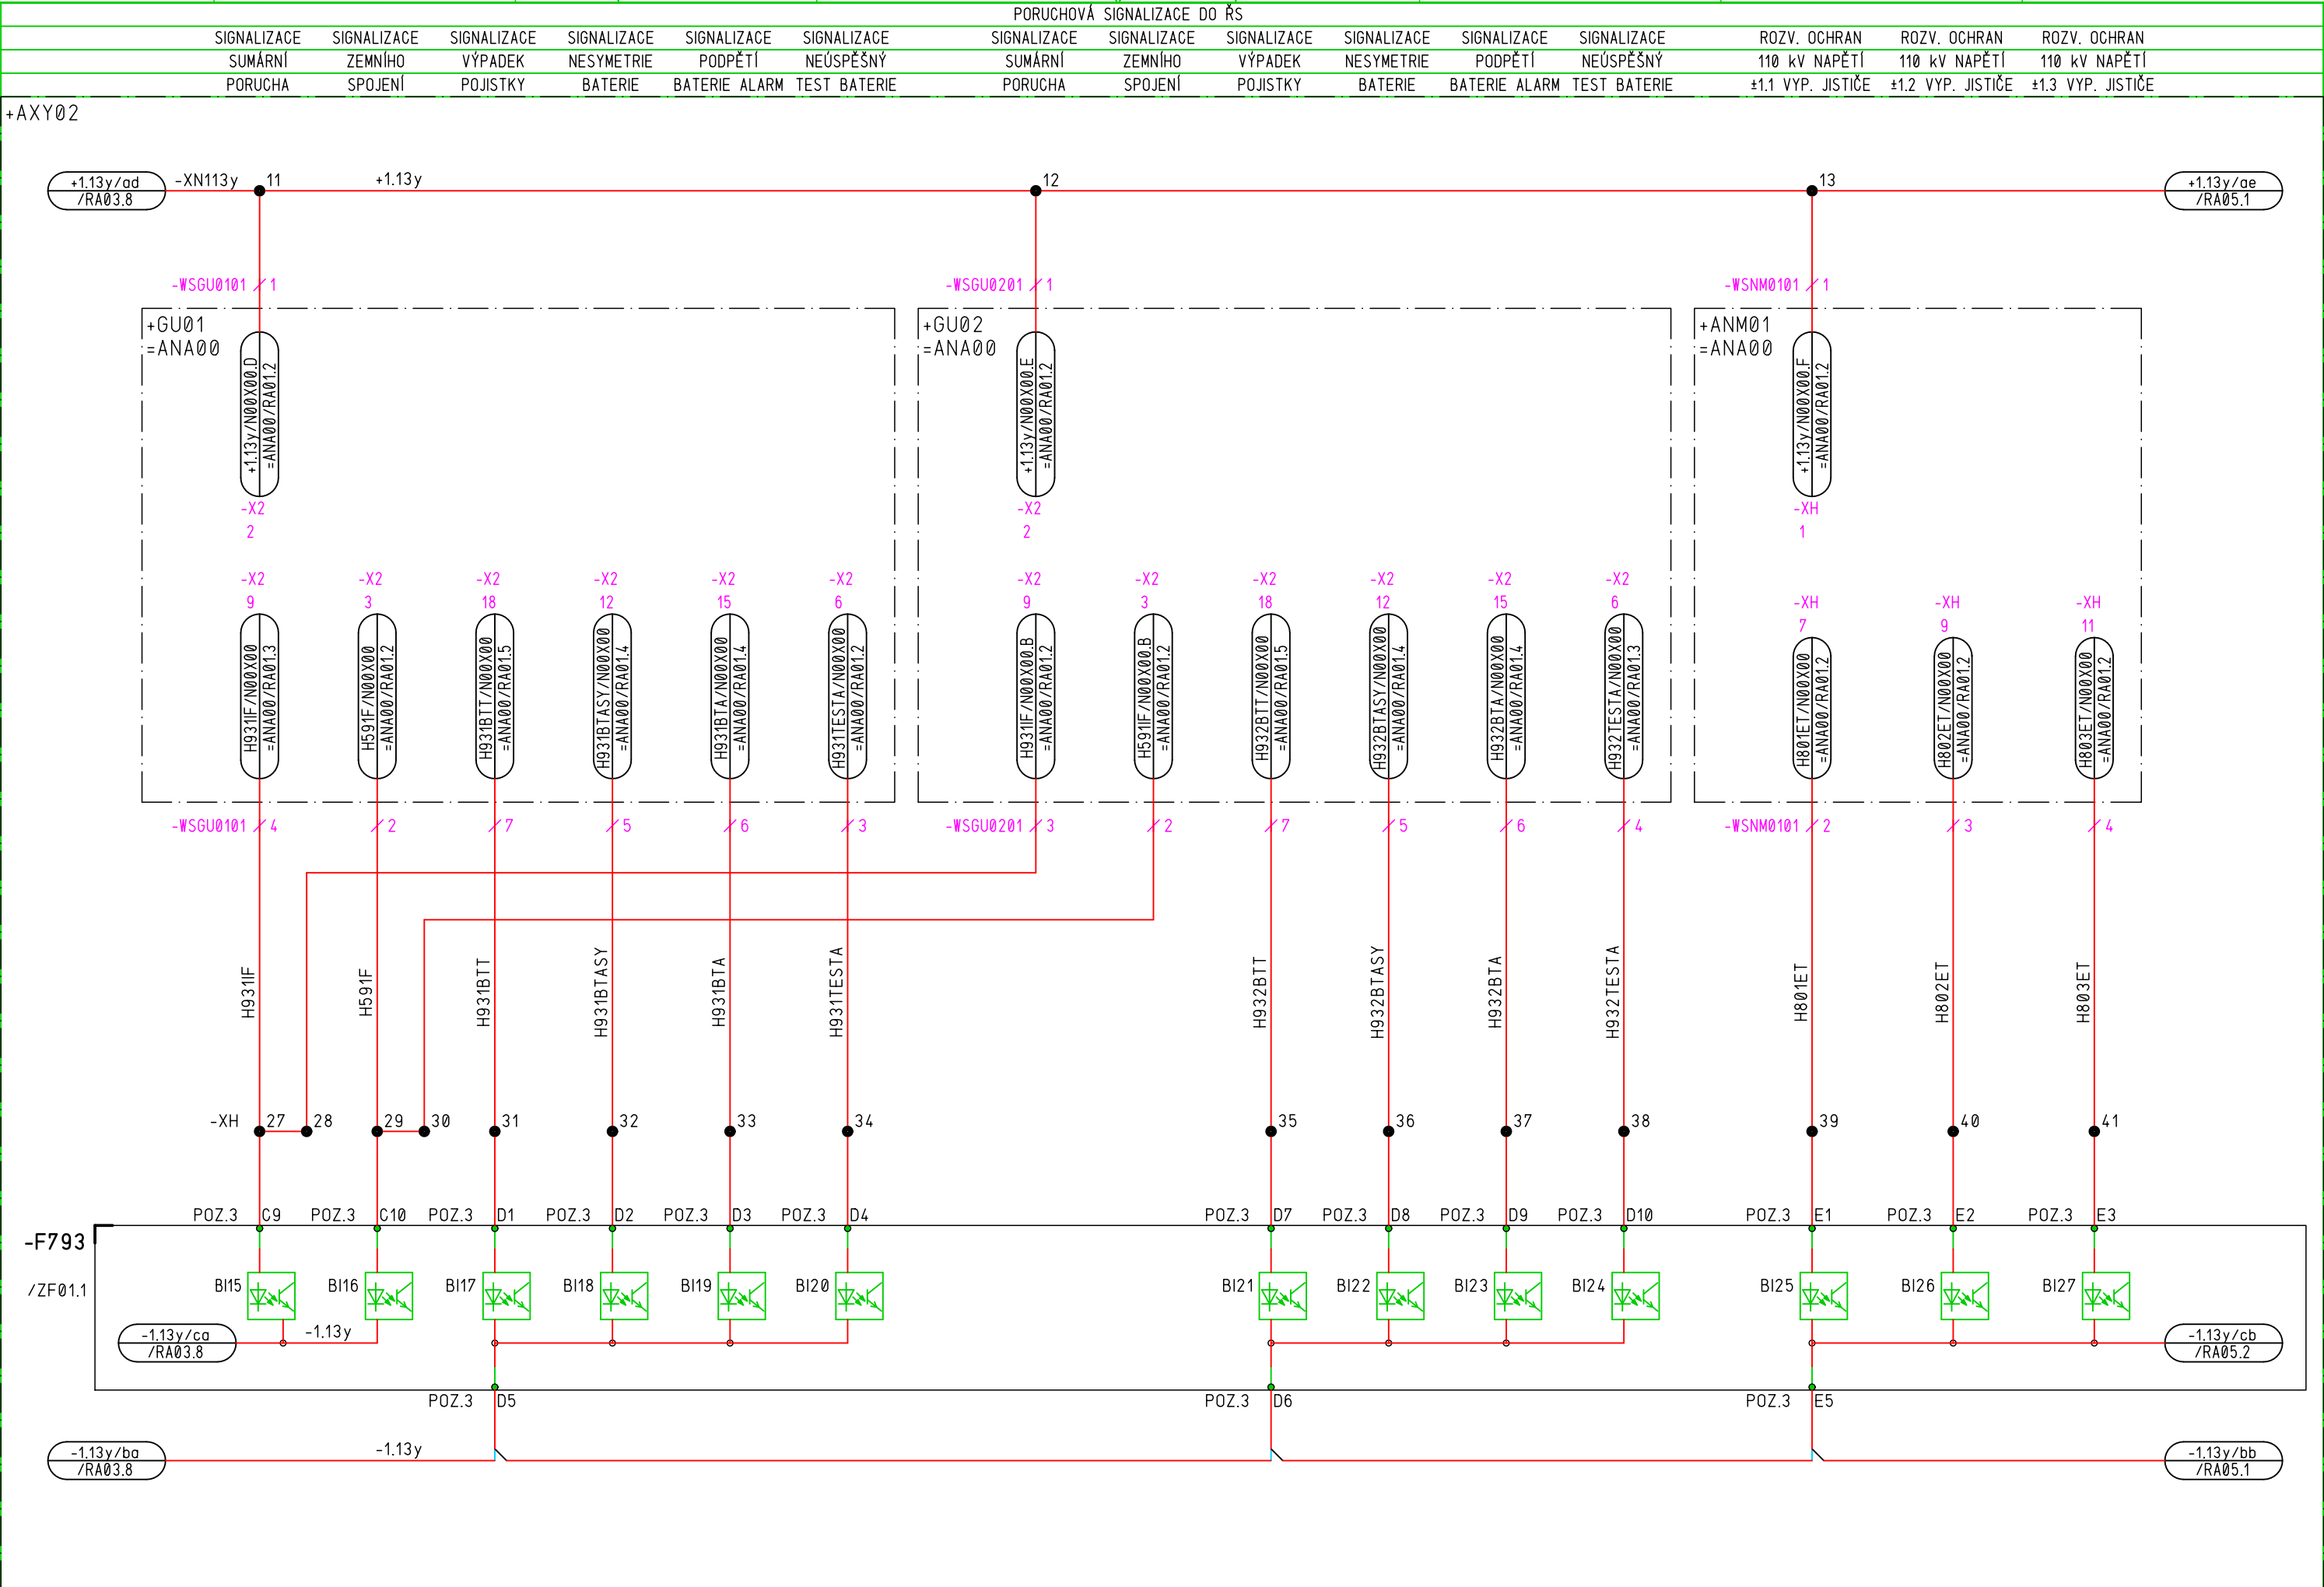 PORUCHOVÁ SIGNALIZACE DO ŘS
SIGNALIZACE SIGNALIZACE SIGNALIZACE SIGNALIZACE SIGNALIZACE SIGNALIZACE SIGNALIZACE SIGNALIZACE SIGNALIZACE SIGNALIZACE SIGNALIZACE SIGNALIZACE ROZV. OCHRAN ROZV. OCHRAN ROZV. OCHRAN
SUMÁRNÍ ZEMNÍHO VÝPADEK NESYMETRIE PODPĚTÍ NEÚSPĚŠNÝ SUMÁRNÍ ZEMNÍHO VÝPADEK NESYMETRIE PODPĚTÍ NEÚSPĚŠNÝ 110 kV NAPĚTÍ 110 kV NAPĚTÍ 110 kV NAPĚTÍ
PORUCHA SPOJENÍ POJISTKY BATERIE BATERIE ALARM TEST BATERIE PORUCHA SPOJENÍ POJISTKY BATERIE BATERIE ALARM TEST BATERIE ±1.1 VYP. JISTIČE ±1.2 VYP. JISTIČE ±1.3 VYP. JISTIČE
+AXY02
+1.13y/ad -XN113y 11 +1.13y 12 13 +1.13y/ae
/RA03.8 /RA05.1
-WSGU0101 1 -WSGU0201 1 -WSNM0101 1
+GU01 +GU02 +ANM01
=ANA00 =ANA00 =ANA00
+1.13y/N00X00.D
=ANA00/RA01.2
+1.13y/N00X00.E
=ANA00/RA01.2
+1.13y/N00X00.F
=ANA00/RA01.2
-X2 -X2 -XH
2 2 1
-X2 -X2 -X2 -X2 -X2 -X2 -X2 -X2 -X2 -X2 -X2 -X2
9 3 18 12 15 6 9 3 18 12 15 6 -XH -XH -XH
7 9 11
H931IF/N00X00
=ANA00/RA01.3
H591F/N00X00
=ANA00/RA01.2
H931BTT/N00X00
=ANA00/RA01.5
H931BTASY/N00X00
=ANA00/RA01.4
H931BTA/N00X00
=ANA00/RA01.4
H931TESTA/N00X00
=ANA00/RA01.2
H931IF/N00X00.B
=ANA00/RA01.2
H591IF/N00X00.B
=ANA00/RA01.2
H932BTT/N00X00
=ANA00/RA01.5
H932BTASY/N00X00
=ANA00/RA01.4
H932BTA/N00X00
=ANA00/RA01.4
H932TESTA/N00X00
=ANA00/RA01.3
H801ET/N00X00
=ANA00/RA01.2
H802ET/N00X00
=ANA00/RA01.2
H803ET/N00X00
=ANA00/RA01.2
-WSGU0101 4 2 7 5 6 3 -WSGU0201 3 2 7 5 6 4 -WSNM0101 2 3 4
H931IF H591F H931BTT H931BTASY H931BTA H931TESTA H932BTT H932BTASY H932BTA H932TESTA H801ET H802ET H803ET
-XH 27 28 29 30 31 32 33 34 35 36 37 38 39 40 41
POZ.3 C9 POZ.3 C10 POZ.3 D1 POZ.3 D2 POZ.3 D3 POZ.3 D4 POZ.3 D7 POZ.3 D8 POZ.3 D9 POZ.3 D10 POZ.3 E1 POZ.3 E2 POZ.3 E3
-F793
/ZF01.1 BI15 BI16 BI17 BI18 BI19 BI20 BI21 BI22 BI23 BI24 BI25 BI26 BI27
-1.13y/ca -1.13y -1.13y/cb
/RA03.8 /RA05.2
POZ.3 D5 POZ.3 D6 POZ.3 E5
-1.13y/ba -1.13y -1.13y/bb
/RA03.8 /RA05.1